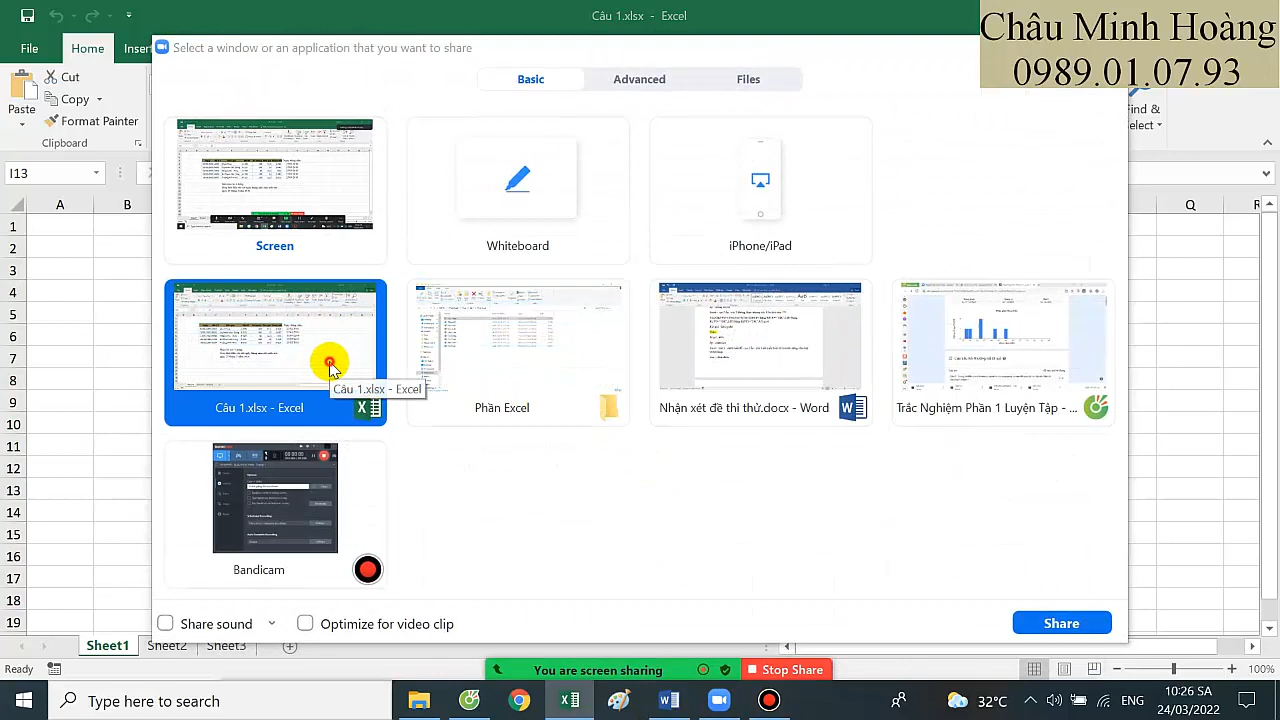 Câu 1.xlsx - Excel
Châu Minh Hoàng
0989.01.07.93
File
Home
Insert
Select a window or an application that you want to share
Basic
Advanced
Files
Paste
Cut
Copy
Format Painter
Clipboard
ind &
elect
I13
A
B
Q
R
Screen
Whiteboard
iPhone/iPad
Câu 1.xlsx - Excel
Câu 1.xlsx - Excel
Phần Excel
Nhận xét đề thi thử.docx - Word
Trắc Nghiệm Phần 1 Luyện Tập - ...
Bandicam
3
4
5
6
7
8
9
10
11
12
13
14
15
16
17
18
19
Share sound
Optimize for video clip
Share
Sheet1
Sheet2
Sheet3
Ready
You are screen sharing
Stop Share
100%
Type here to search
32°C
ENG
10:26 SA
24/03/2022